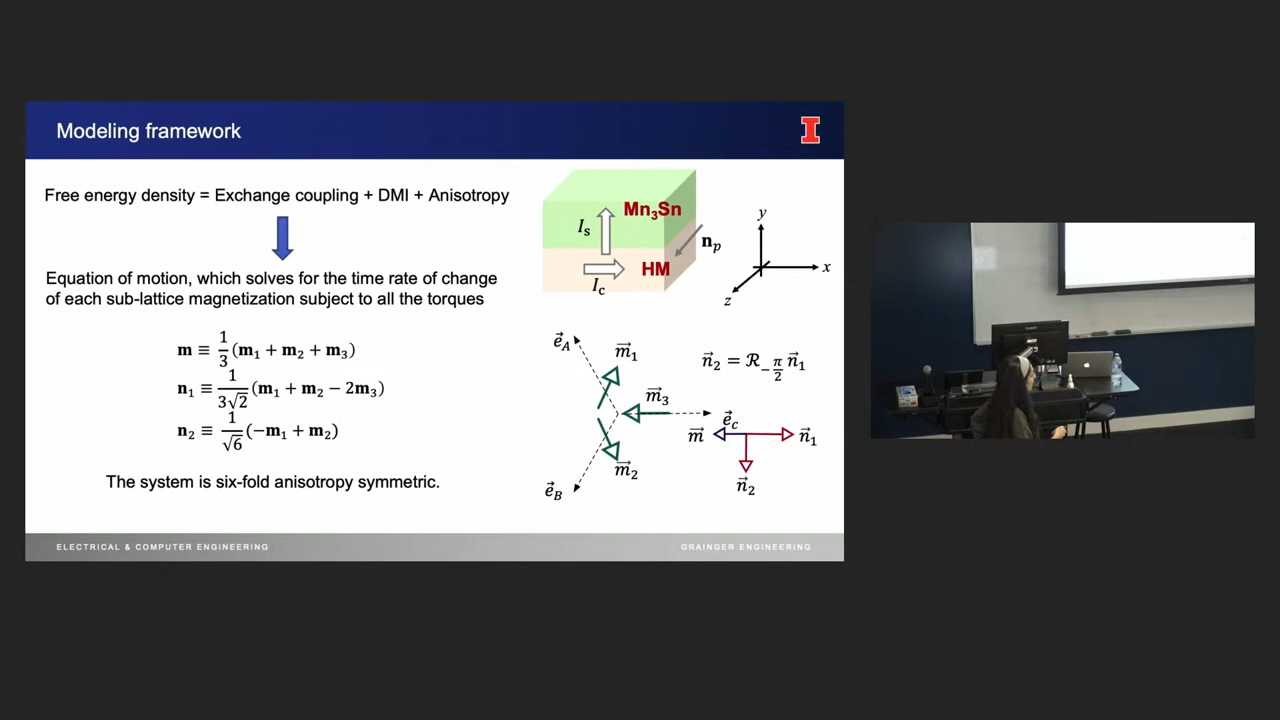 Modeling framework
I
Free energy density = Exchange coupling + DMI + Anisotropy
Equation of motion, which solves for the time rate of change
of each sub-lattice magnetization subject to all the torques
m ≡ 1/3 (m₁ + m₂ + m₃)
n₁ ≡ 1/(3√2) (m₁ + m₂ − 2m₃)
n₂ ≡ 1/√6 (−m₁ + m₂)
The system is six-fold anisotropy symmetric.
Mn₃Sn
Iₛ
n_p
HM
I_c
y
x
z
e⃗_A
m⃗₁
n⃗₂ = ℛ_{−π/2} n⃗₁
m⃗₃
e⃗_C
m⃗
n⃗₁
m⃗₂
n⃗₂
e⃗_B
ELECTRICAL & COMPUTER ENGINEERING
GRAINGER ENGINEERING